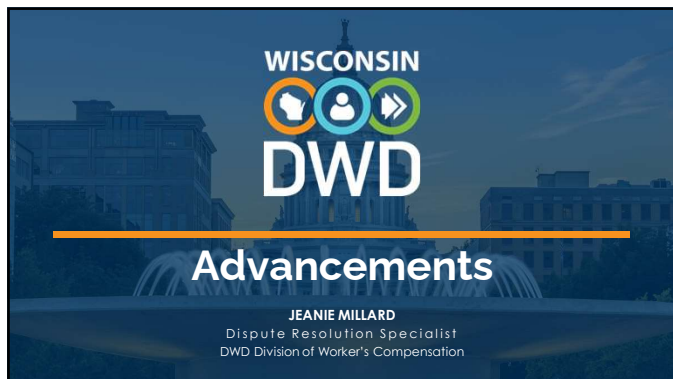 WISCONSIN
DWD
Advancements
JEANIE MILLARD
Dispute Resolution Specialist
DWD Division of Worker's Compensation